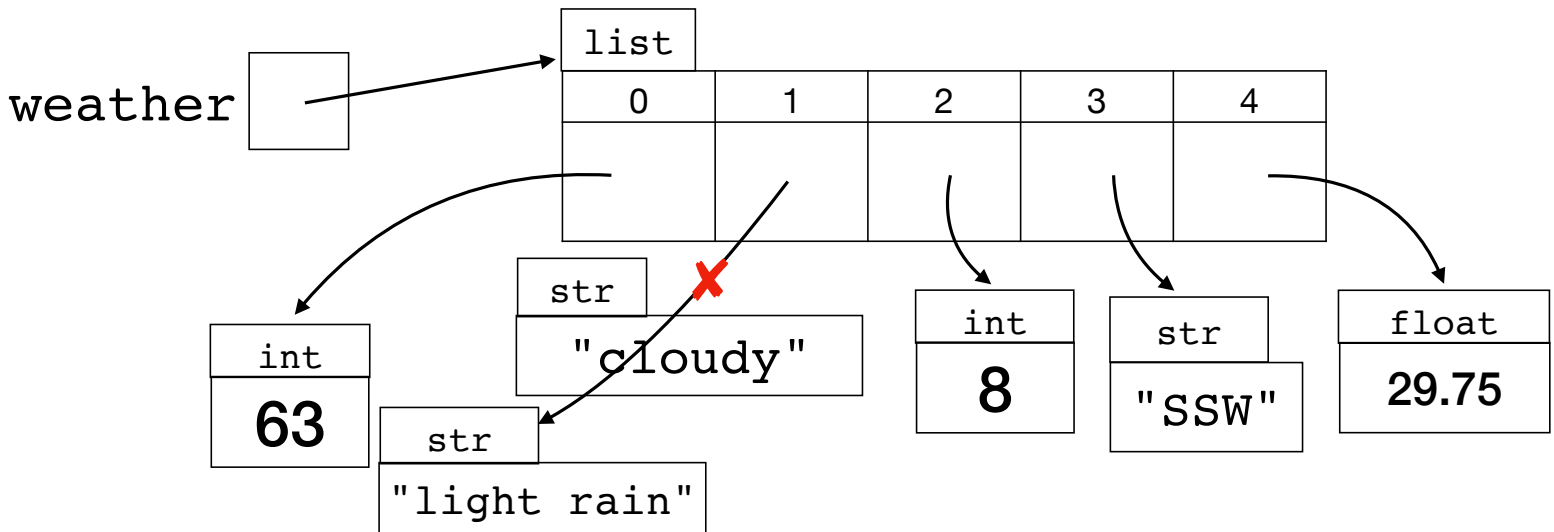 list
weather
0 1 2 3 4
str
int
str
float
int
"cloudy"
8
"SSW"
29.75
63
str
"light rain"